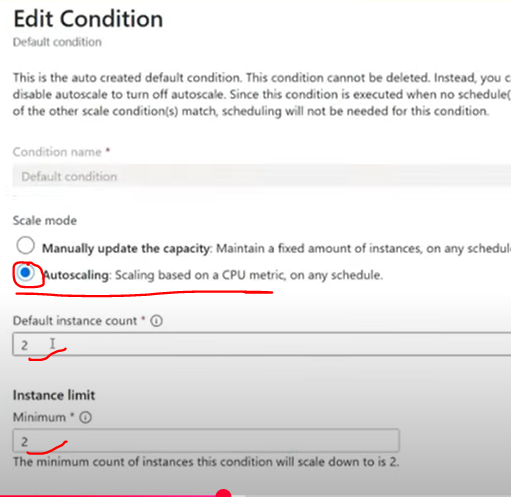 Edit Condition
Default condition
This is the auto created default condition. This condition cannot be deleted. Instead, you c
disable autoscale to turn off autoscale. Since this condition is executed when no schedule(
of the other scale condition(s) match, scheduling will not be needed for this condition.
Condition name *
Default condition
Scale mode
Manually update the capacity: Maintain a fixed amount of instances, on any schedul
Autoscaling: Scaling based on a CPU metric, on any schedule.
Default instance count *
2
Instance limit
Minimum *
2
The minimum count of instances this condition will scale down to is 2.